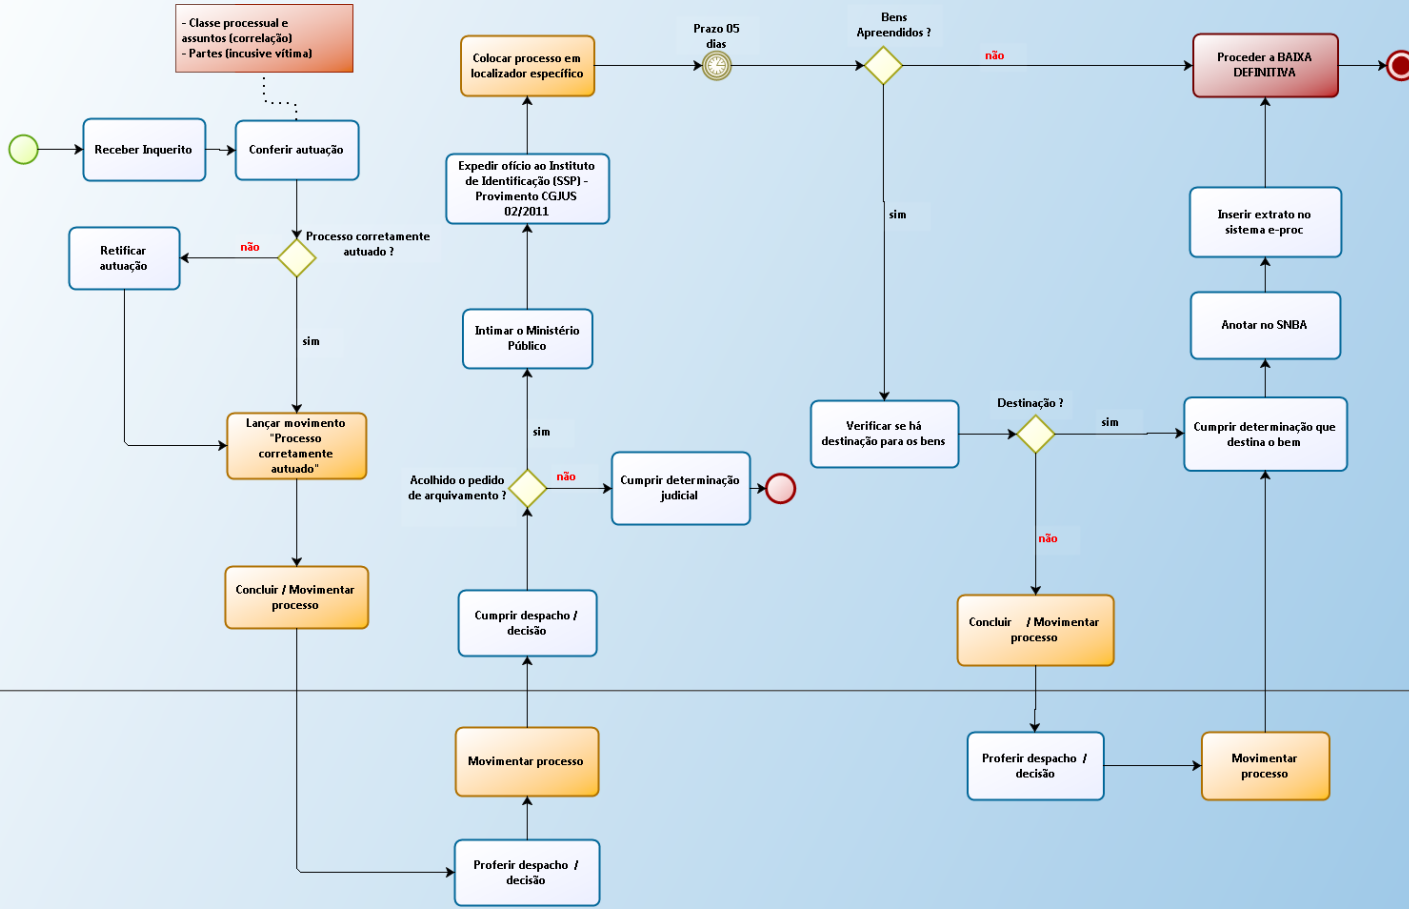 - Classe processual e
assuntos (correlação)
- Partes (incusive vítima)
Receber Inquerito
Conferir autuação
Processo corretamente
autuado ?
não
Retificar
autuação
sim
Lançar movimento
"Processo
corretamente
autuado"
Concluir / Movimentar
processo
Proferir despacho /
decisão
Movimentar processo
Cumprir despacho /
decisão
Acolhido o pedido
de arquivamento ?
não
Cumprir determinação
judicial
sim
Intimar o Ministério
Público
Expedir ofício ao Instituto
de Identificação (SSP) -
Provimento CGJUS
02/2011
Colocar processo em
localizador específico
Prazo 05
dias
Bens
Apreendidos ?
não
sim
Verificar se há
destinação para os bens
Destinação ?
sim
não
Concluir / Movimentar
processo
Proferir despacho /
decisão
Movimentar
processo
Cumprir determinação que
destina o bem
Anotar no SNBA
Inserir extrato no
sistema e-proc
Proceder a BAIXA
DEFINITIVA